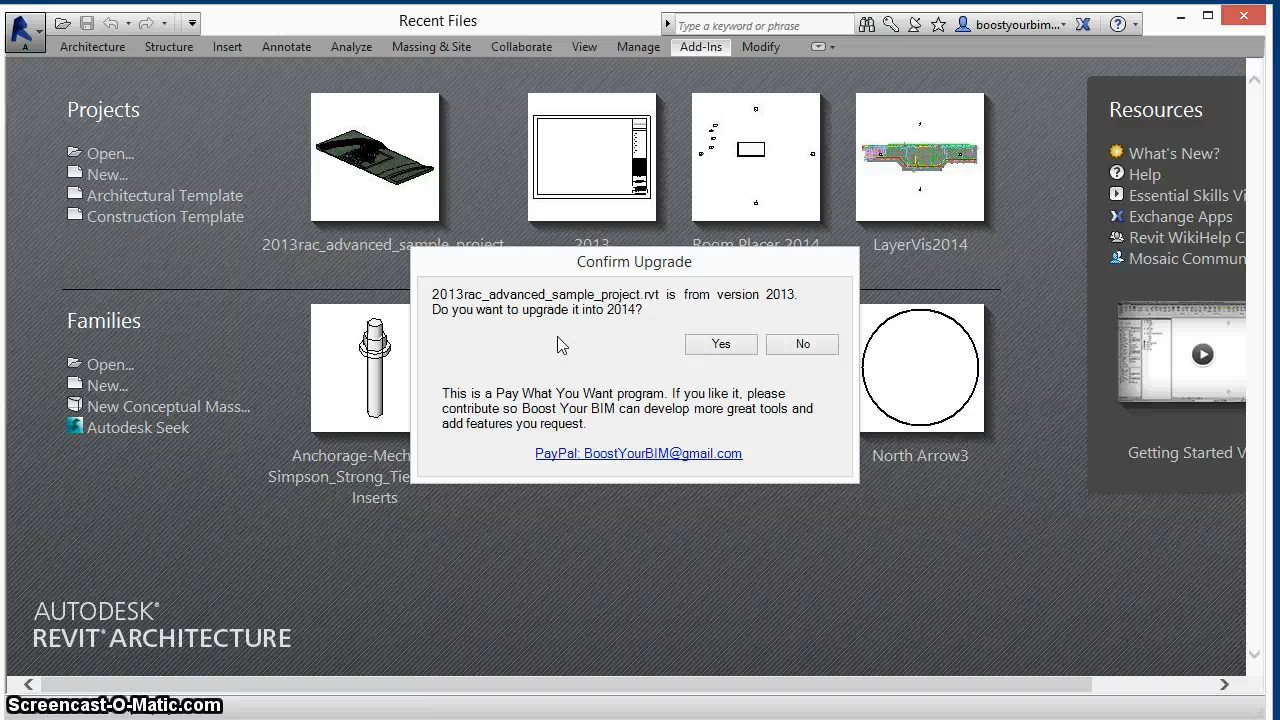 Recent Files
Type a keyword or phrase
boostyourbim...
A
Architecture Structure Insert Annotate Analyze Massing & Site Collaborate View Manage Add-Ins Modify
Projects
Open...
New...
Architectural Template
Construction Template
2013rac_advanced_sample_project
2013
Room Placer 2014
LayerVis2014
Resources
What's New?
Help
Essential Skills Vi
Exchange Apps
Revit WikiHelp C
Mosaic Commun
Confirm Upgrade
2013rac_advanced_sample_project.rvt is from version 2013.
Do you want to upgrade it into 2014?
Yes No
This is a Pay What You Want program. If you like it, please
contribute so Boost Your BIM can develop more great tools and
add features you request.
PayPal: BoostYourBIM@gmail.com
Families
Open...
New...
New Conceptual Mass...
Autodesk Seek
Anchorage-Mech
Simpson_Strong_Tie
Inserts
North Arrow3
Getting Started V
AUTODESK®
REVIT® ARCHITECTURE
Screencast-O-Matic.com